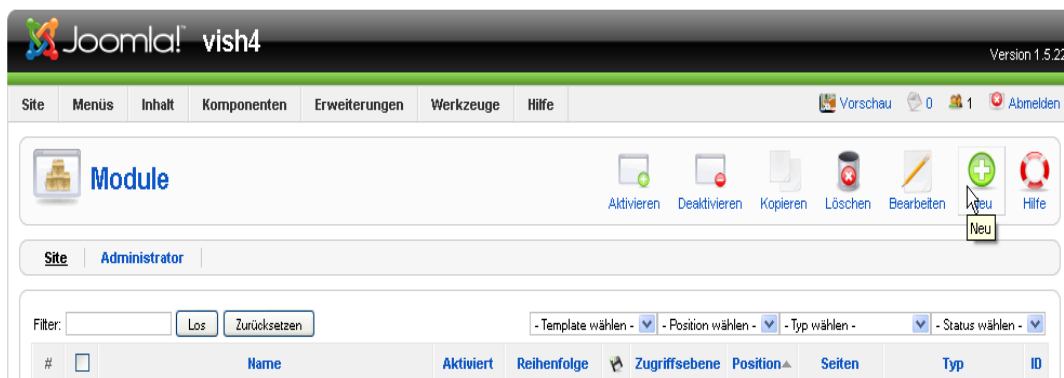 Joomla! vish4
Version 1.5.22
Site Menüs Inhalt Komponenten Erweiterungen Werkzeuge Hilfe Vorschau 0 1 Abmelden
Module
Aktivieren Deaktivieren Kopieren Löschen Bearbeiten Neu Hilfe
Neu
Site Administrator
Filter: Los Zurücksetzen - Template wählen - - Position wählen - - Typ wählen - - Status wählen -
# Name Aktiviert Reihenfolge Zugriffsebene Position Seiten Typ ID